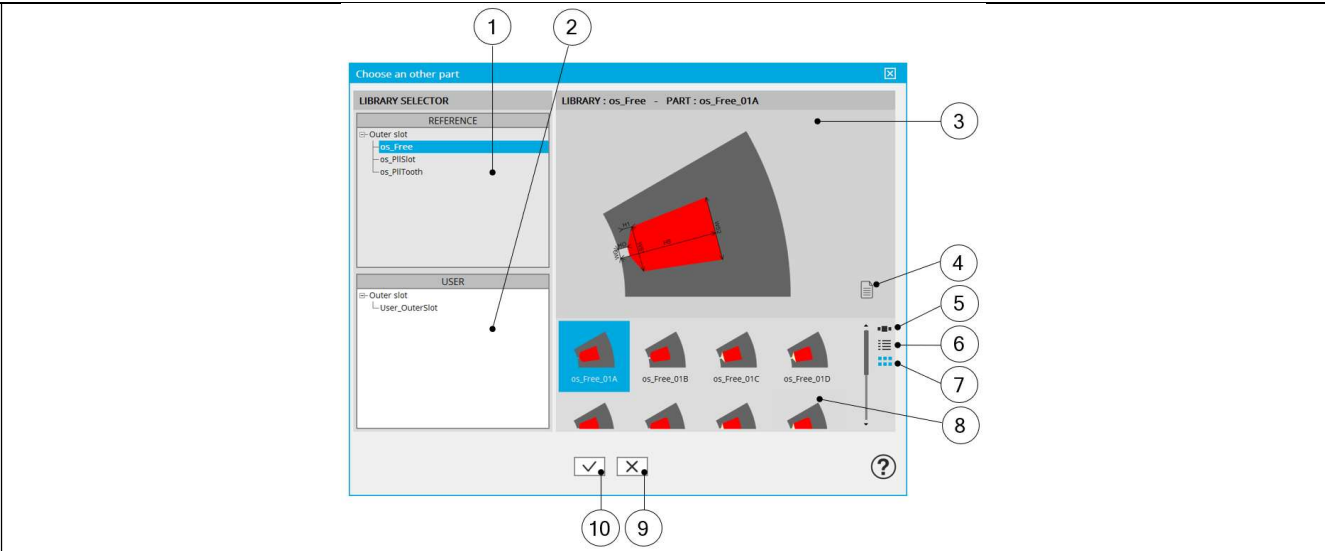 1
2
Choose an other part
LIBRARY SELECTOR
LIBRARY : os_Free - PART : os_Free_01A
REFERENCE
3
Outer slot
os_Free
os_PllSlot
os_PllTooth
H1
4
USER
Outer slot
User_OuterSlot
5
6
7
os_Free_01A
os_Free_01B
os_Free_01C
os_Free_01D
8
?
10
9